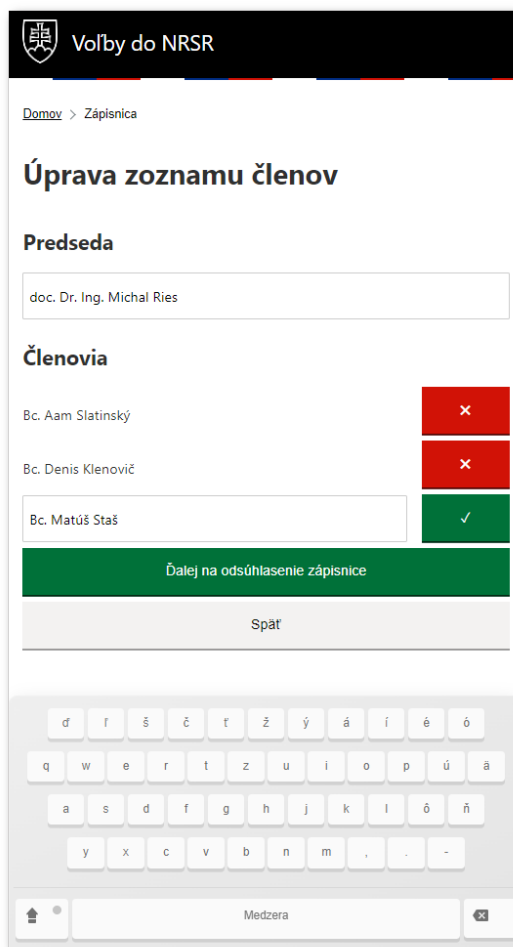 Voľby do NRSR
Domov > Zápisnica
Úprava zoznamu členov
Predseda
doc. Dr. Ing. Michal Ries
Členovia
Bc. Aam Slatinský
Bc. Denis Klenovič
Bc. Matúš Staš
Ďalej na odsúhlasenie zápisnice
Späť
ď ľ š č ť ž ý á í é ó
q w e r t z u i o p ú ä
a s d f g h j k l ô ň
y x c v b n m , . -
Medzera